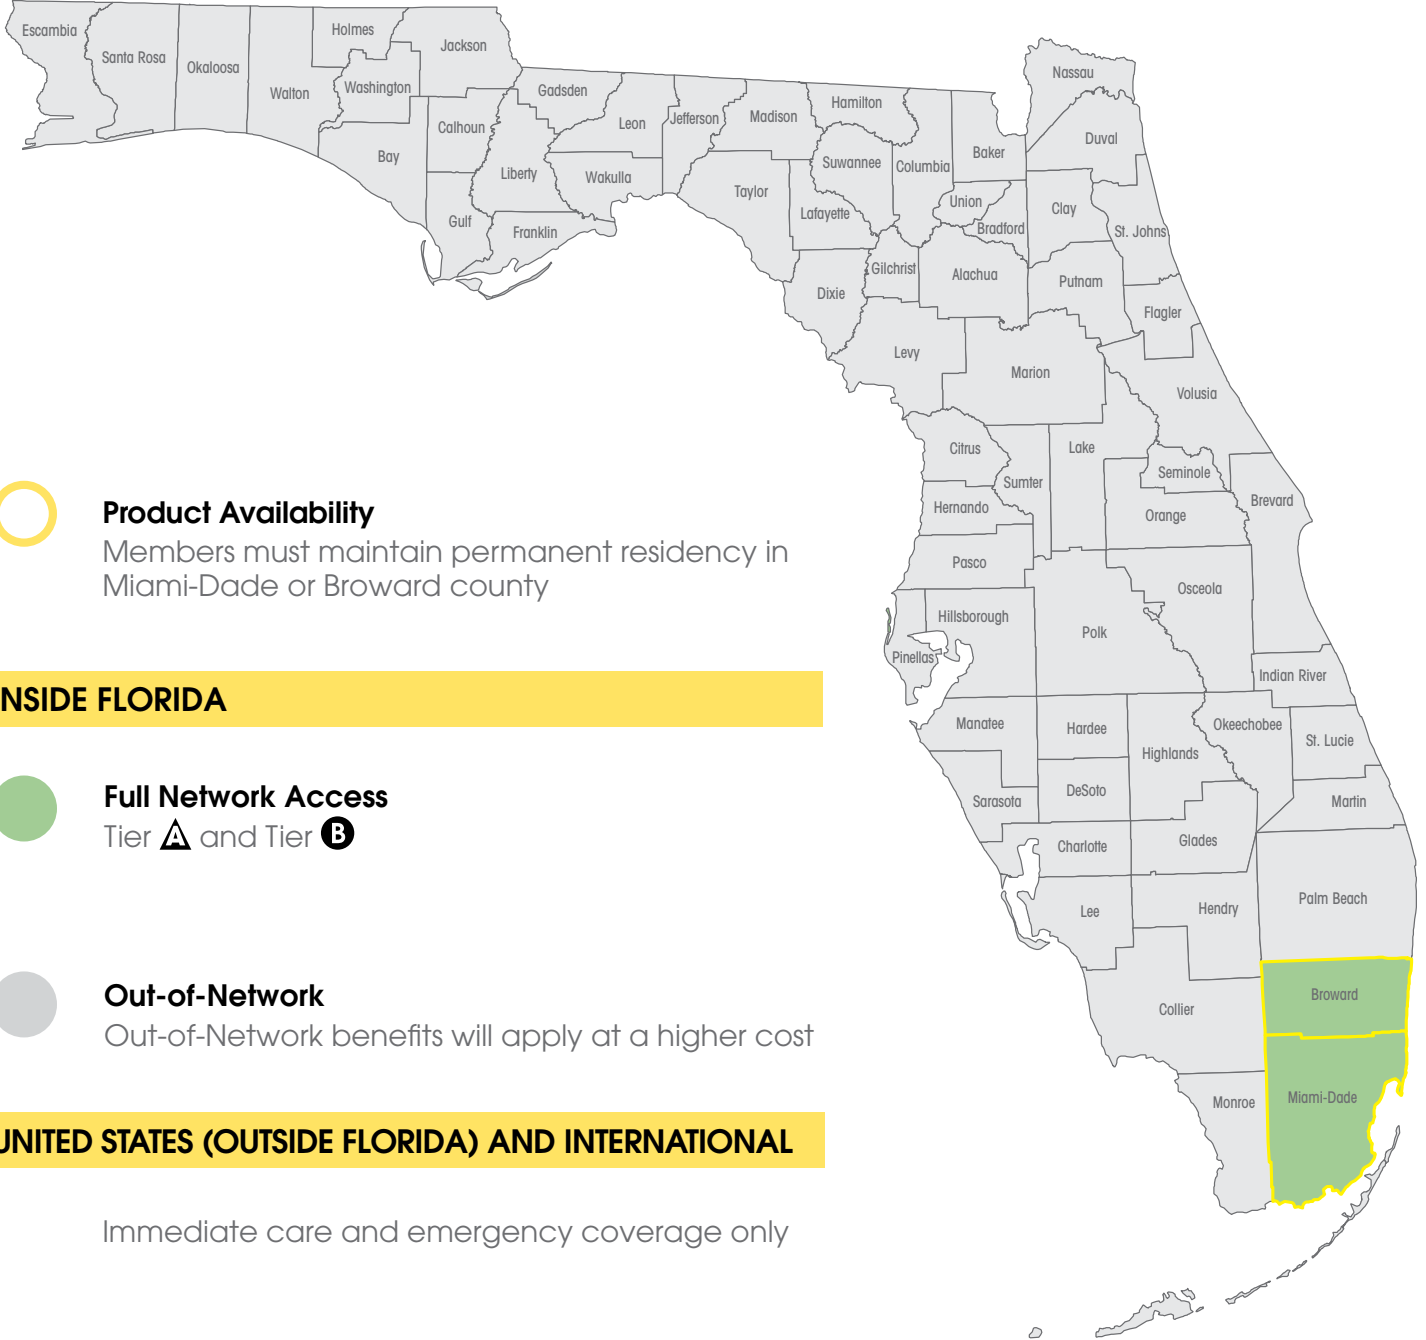 Escambia
Santa Rosa
Okaloosa
Walton
Holmes
Washington
Jackson
Bay
Calhoun
Gulf
Liberty
Gadsden
Franklin
Leon
Wakulla
Jefferson
Madison
Taylor
Hamilton
Suwannee
Lafayette
Dixie
Columbia
Gilchrist
Levy
Baker
Union
Bradford
Alachua
Nassau
Duval
Clay
St. Johns
Putnam
Flagler
Marion
Volusia
Citrus
Sumter
Lake
Hernando
Seminole
Orange
Brevard
Pasco
Osceola
Hillsborough
Pinellas
Polk
Indian River
Manatee
Hardee
Highlands
Okeechobee
St. Lucie
Sarasota
DeSoto
Martin
Charlotte
Glades
Lee
Hendry
Palm Beach
Collier
Broward
Monroe
Miami-Dade
Product Availability
Members must maintain permanent residency in
Miami-Dade or Broward county
NSIDE FLORIDA
Full Network Access
Tier A and Tier B
Out-of-Network
Out-of-Network benefits will apply at a higher cost
UNITED STATES (OUTSIDE FLORIDA) AND INTERNATIONAL
Immediate care and emergency coverage only